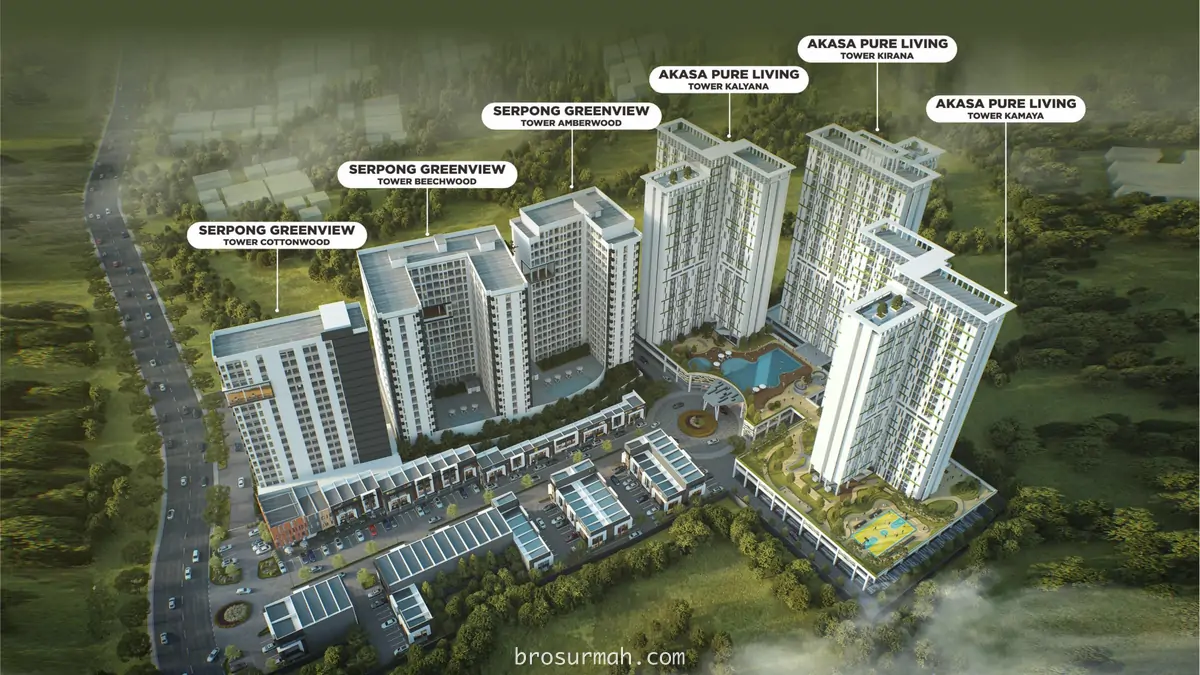 AKASA PURE LIVING
TOWER KIRANA
AKASA PURE LIVING
TOWER KALYANA
AKASA PURE LIVING
TOWER KAMAYA
SERPONG GREENVIEW
TOWER AMBERWOOD
SERPONG GREENVIEW
TOWER BEECHWOOD
SERPONG GREENVIEW
TOWER COTTONWOOD
brosurmah.com